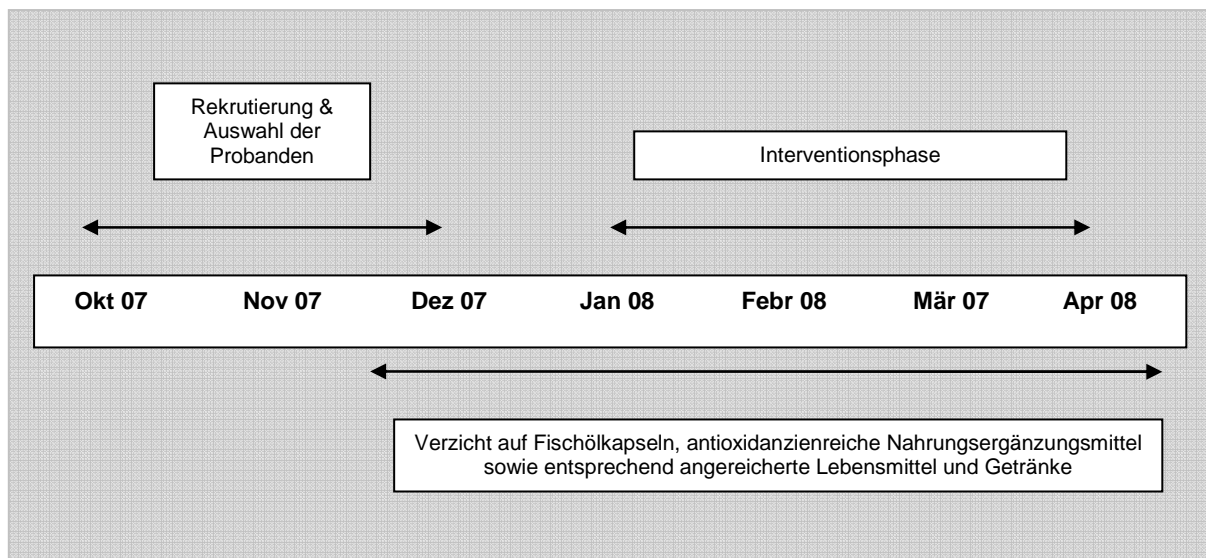 Rekrutierung &
Auswahl der
Probanden
Interventionsphase
Okt 07 Nov 07 Dez 07 Jan 08 Febr 08 Mär 07 Apr 08
Verzicht auf Fischölkapseln, antioxidanzienreiche Nahrungsergänzungsmittel
sowie entsprechend angereicherte Lebensmittel und Getränke